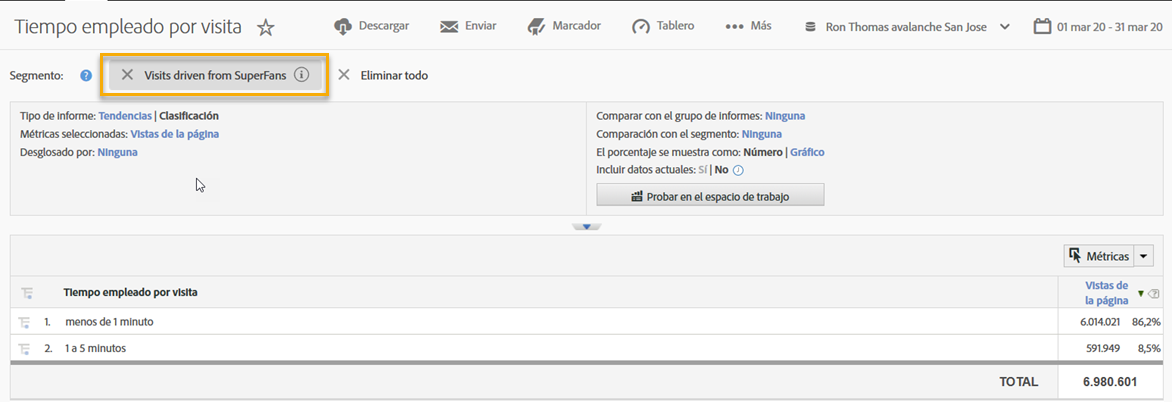 Tiempo empleado por visita
Descargar
Enviar
Marcador
Tablero
Más
Ron Thomas avalanche San Jose
01 mar 20 - 31 mar 20
Segmento:
Visits driven from SuperFans
Eliminar todo
Tipo de informe: Tendencias | Clasificación
Métricas seleccionadas: Vistas de la página
Desglosado por: Ninguna
Comparar con el grupo de informes: Ninguna
Comparación con el segmento: Ninguna
El porcentaje se muestra como: Número | Gráfico
Incluir datos actuales: Sí | No
Probar en el espacio de trabajo
Métricas
Tiempo empleado por visita
Vistas de
la página
1. menos de 1 minuto 6.014.021 86,2%
2. 1 a 5 minutos 591.949 8,5%
TOTAL 6.980.601